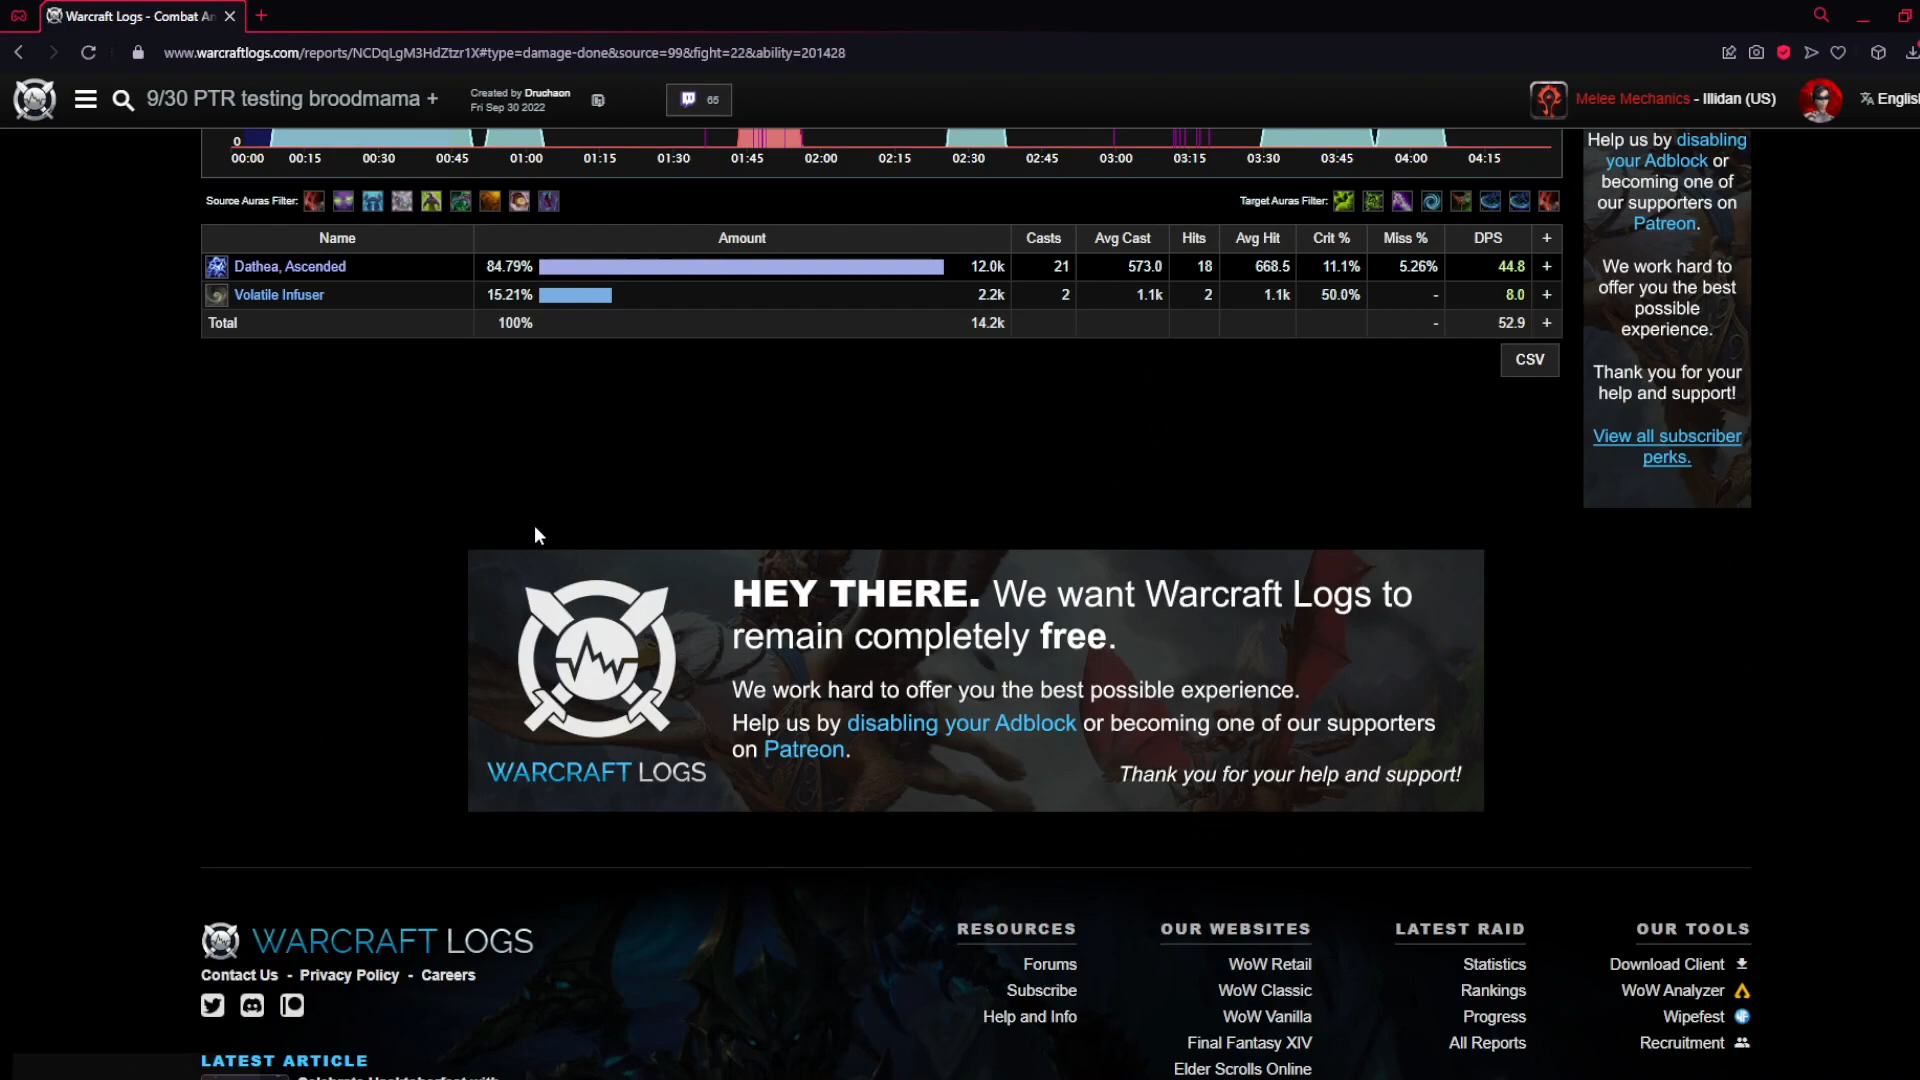 Warcraft Logs - Combat An
www.warcraftlogs.com/reports/NCDqLgM3HdZtzr1X#type=damage-done&source=99&fight=22&ability=201428
9/30 PTR testing broodmama +
Created by Druchaon
Fri Sep 30 2022
65
Melee Mechanics - Illidan (US)
English
0
00:00 00:15 00:30 00:45 01:00 01:15 01:30 01:45 02:00 02:15 02:30 02:45 03:00 03:15 03:30 03:45 04:00 04:15
Source Auras Filter:
Target Auras Filter:
Name Amount Casts Avg Cast Hits Avg Hit Crit % Miss % DPS +
Dathea, Ascended 84.79% 12.0k 21 573.0 18 668.5 11.1% 5.26% 44.8 +
Volatile Infuser 15.21% 2.2k 2 1.1k 2 1.1k 50.0% - 8.0 +
Total 100% 14.2k - 52.9 +
CSV
Help us by disabling
your Adblock or
becoming one of
our supporters on
Patreon.
We work hard to
offer you the best
possible
experience.
Thank you for your
help and support!
View all subscriber
perks.
HEY THERE. We want Warcraft Logs to
remain completely free.
We work hard to offer you the best possible experience.
Help us by disabling your Adblock or becoming one of our supporters
on Patreon.
WARCRAFT LOGS
Thank you for your help and support!
WARCRAFT LOGS
Contact Us - Privacy Policy - Careers
RESOURCES
Forums
Subscribe
Help and Info
OUR WEBSITES
WoW Retail
WoW Classic
WoW Vanilla
Final Fantasy XIV
Elder Scrolls Online
LATEST RAID
Statistics
Rankings
Progress
All Reports
OUR TOOLS
Download Client
WoW Analyzer
Wipefest
Recruitment
LATEST ARTICLE